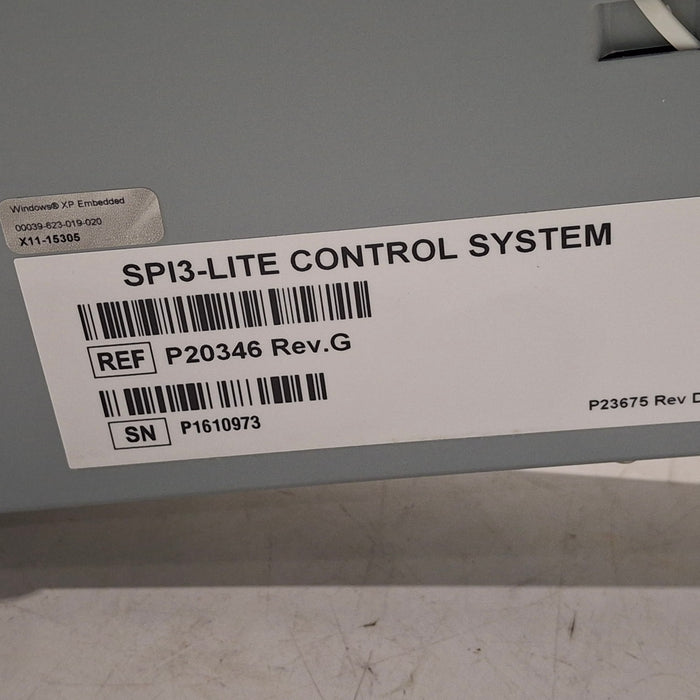 Windows® XP Embedded
00039-623-019-020
X11-15305
SPI3-LITE CONTROL SYSTEM
REF P20346 Rev.G
SN P1610973
P23675 Rev D